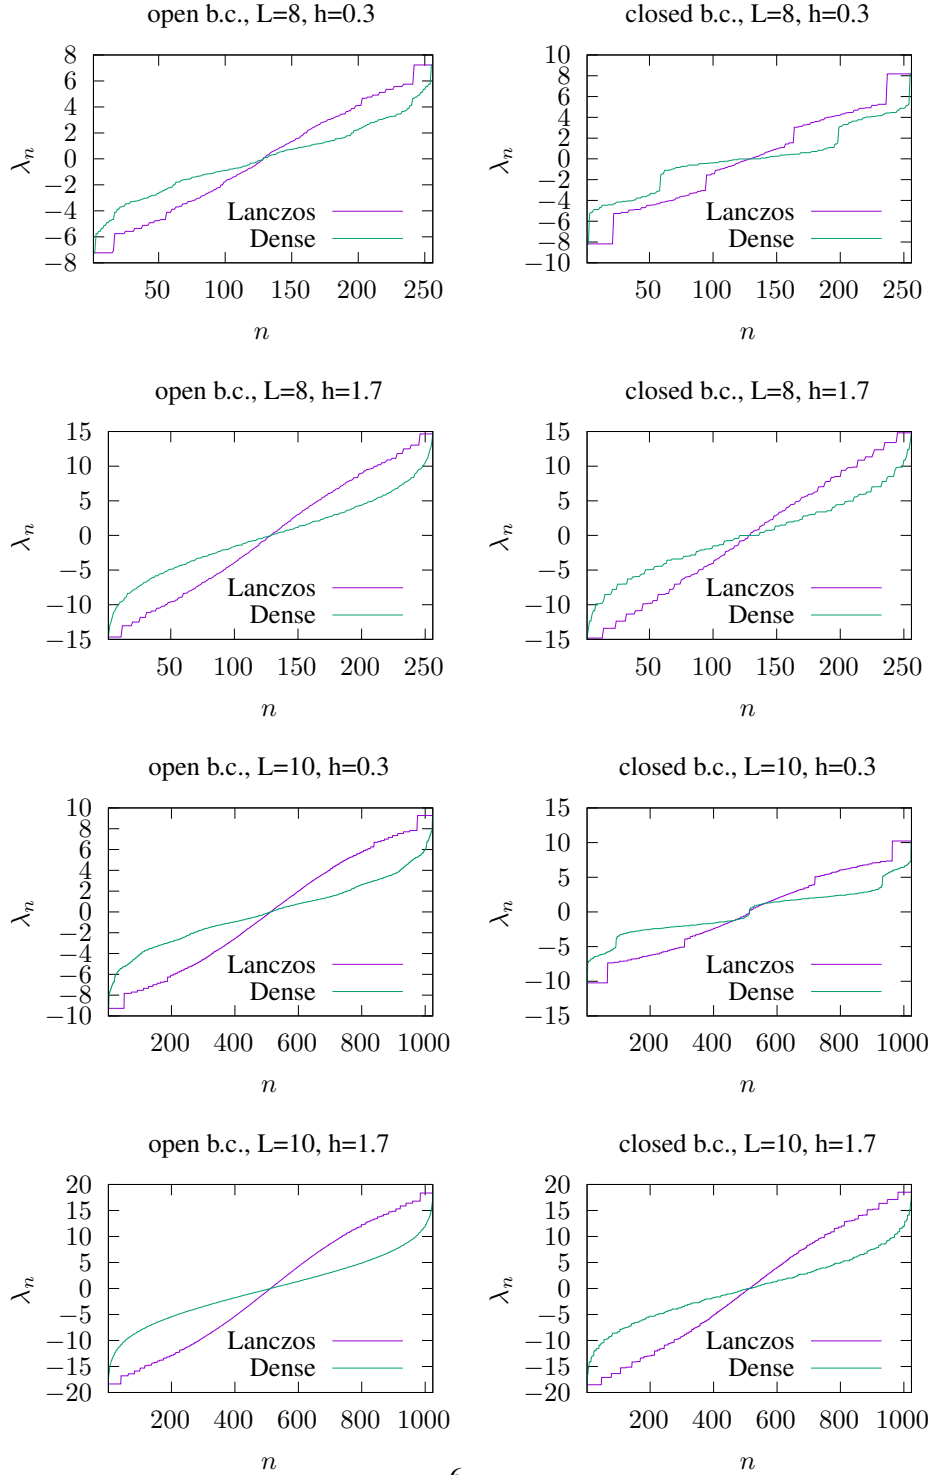 open b.c., L=8, h=0.3
8
6
4
2
0
−2
−4
−6
−8
λn
Lanczos
Dense
50 100 150 200 250
n
closed b.c., L=8, h=0.3
10
8
6
4
2
0
−2
−4
−6
−8
−10
λn
Lanczos
Dense
50 100 150 200 250
n
open b.c., L=8, h=1.7
15
10
5
0
−5
−10
−15
λn
Lanczos
Dense
50 100 150 200 250
n
closed b.c., L=8, h=1.7
15
10
5
0
−5
−10
−15
λn
Lanczos
Dense
50 100 150 200 250
n
open b.c., L=10, h=0.3
10
8
6
4
2
0
−2
−4
−6
−8
−10
λn
Lanczos
Dense
200 400 600 800 1000
n
closed b.c., L=10, h=0.3
15
10
5
0
−5
−10
−15
λn
Lanczos
Dense
200 400 600 800 1000
n
open b.c., L=10, h=1.7
20
15
10
5
0
−5
−10
−15
−20
λn
Lanczos
Dense
200 400 600 800 1000
n
closed b.c., L=10, h=1.7
20
15
10
5
0
−5
−10
−15
−20
λn
Lanczos
Dense
200 400 600 800 1000
n